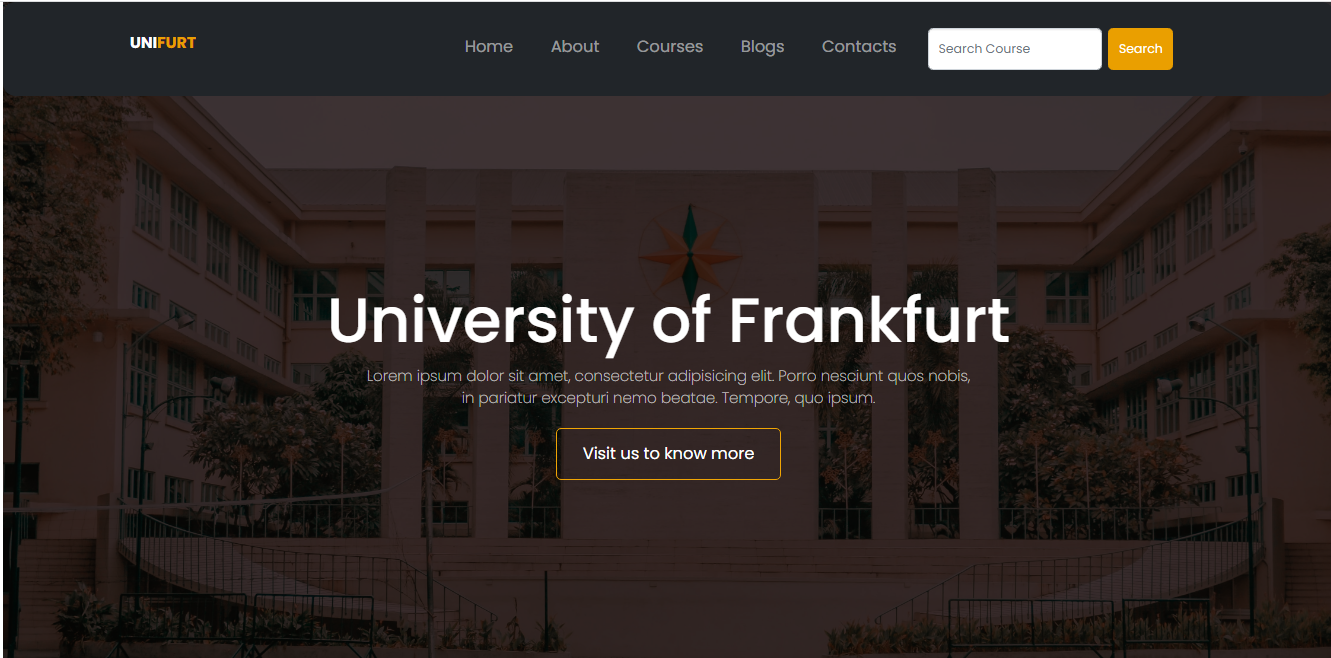 UNIFURT
Home
About
Courses
Blogs
Contacts
Search Course
Search
University of Frankfurt
Lorem ipsum dolor sit amet, consectetur adipisicing elit. Porro nesciunt quos nobis,
in pariatur excepturi nemo beatae. Tempore, quo ipsum.
Visit us to know more